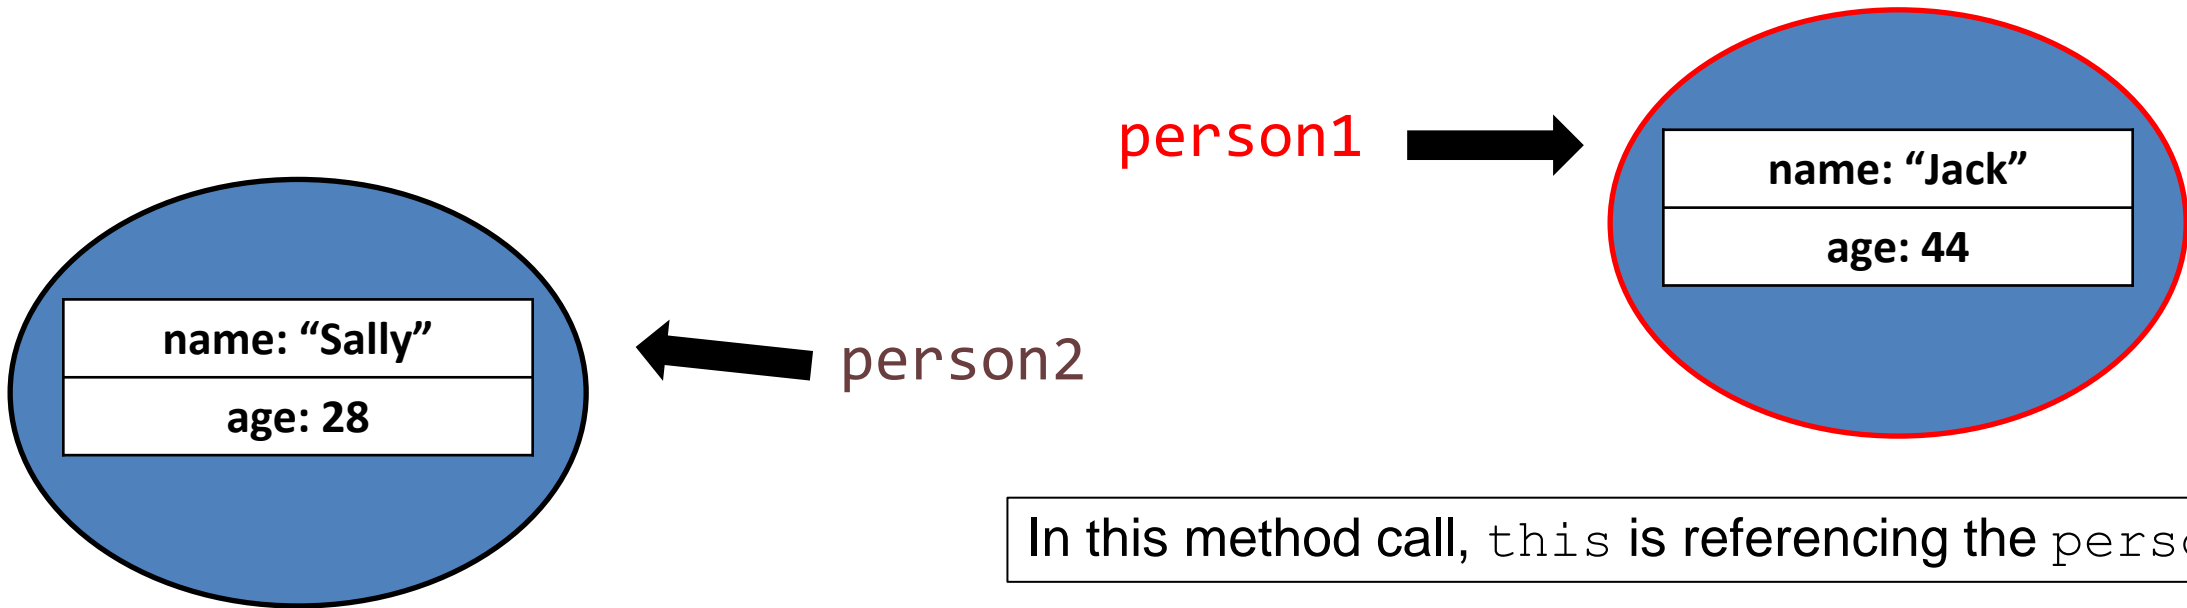 person1
name: “Jack”
age: 44
name: “Sally”
age: 28
person2
In this method call, this is referencing the